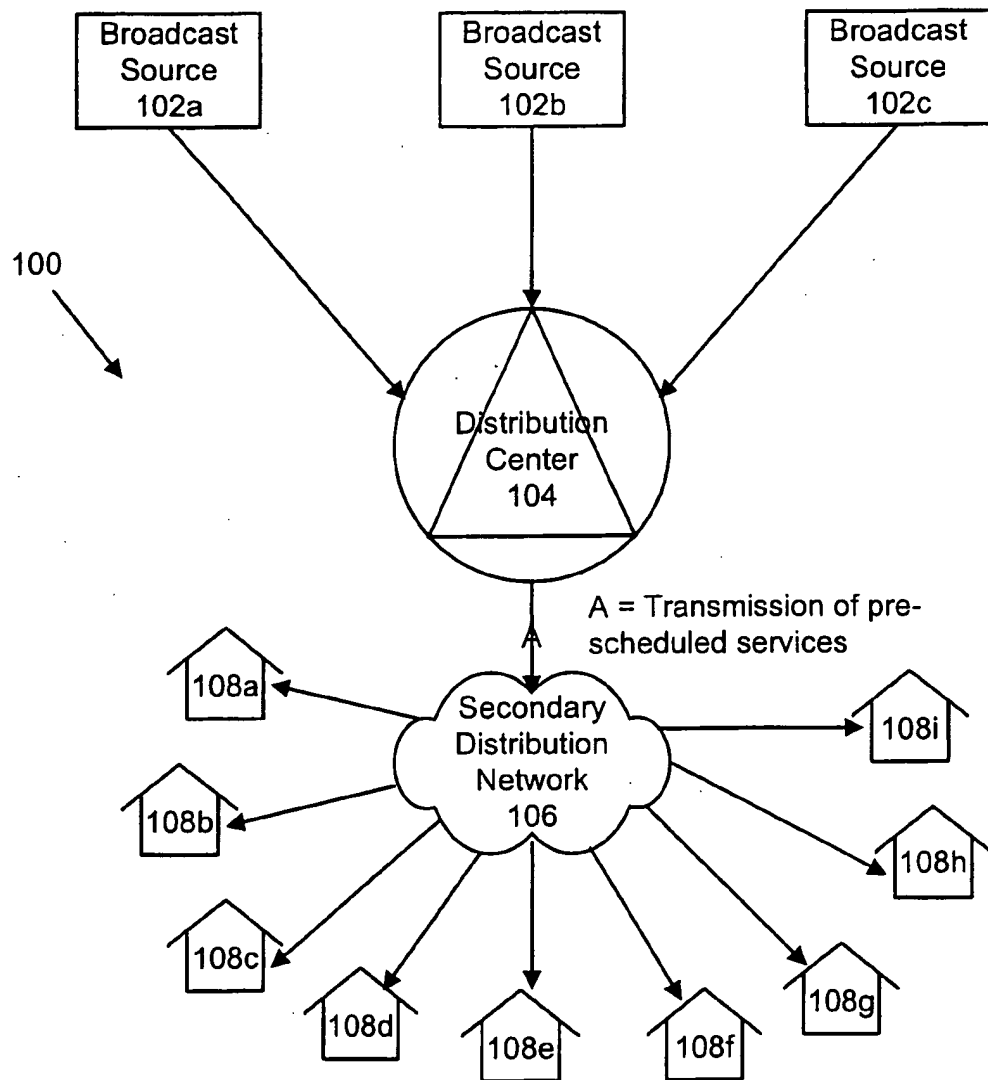 Broadcast
Source
102a
Broadcast
Source
102b
Broadcast
Source
102c
100
Distribution
Center
104
A
A = Transmission of pre-
scheduled services
Secondary
Distribution
Network
106
108a
108b
108c
108d
108e
108f
108g
108h
108i